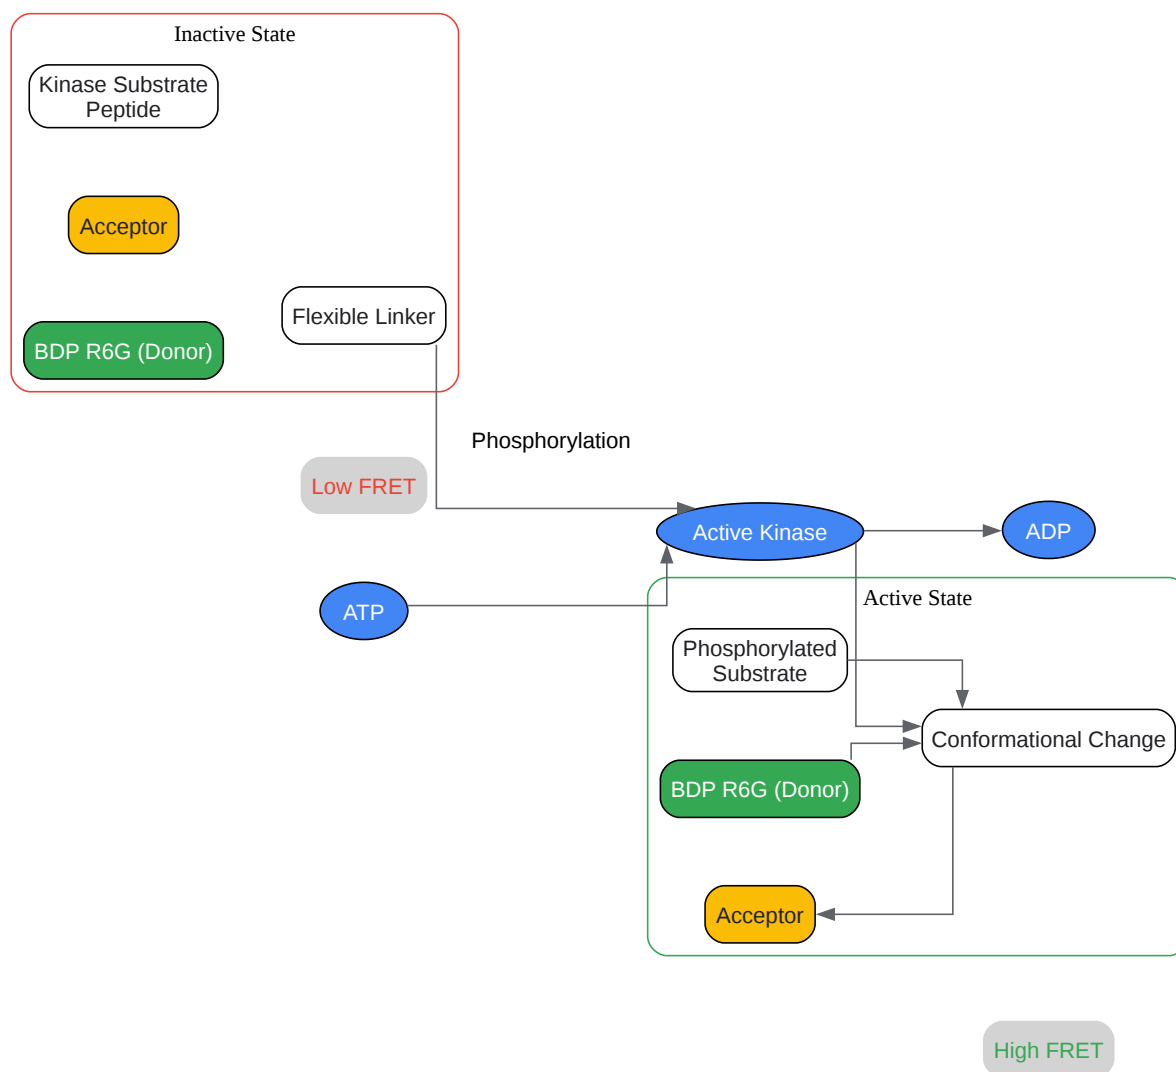 Inactive State
Kinase Substrate
Peptide
Acceptor
Flexible Linker
BDP R6G (Donor)
Phosphorylation
Low FRET
Active Kinase
ADP
ATP
Active State
Phosphorylated
Substrate
Conformational Change
BDP R6G (Donor)
Acceptor
High FRET